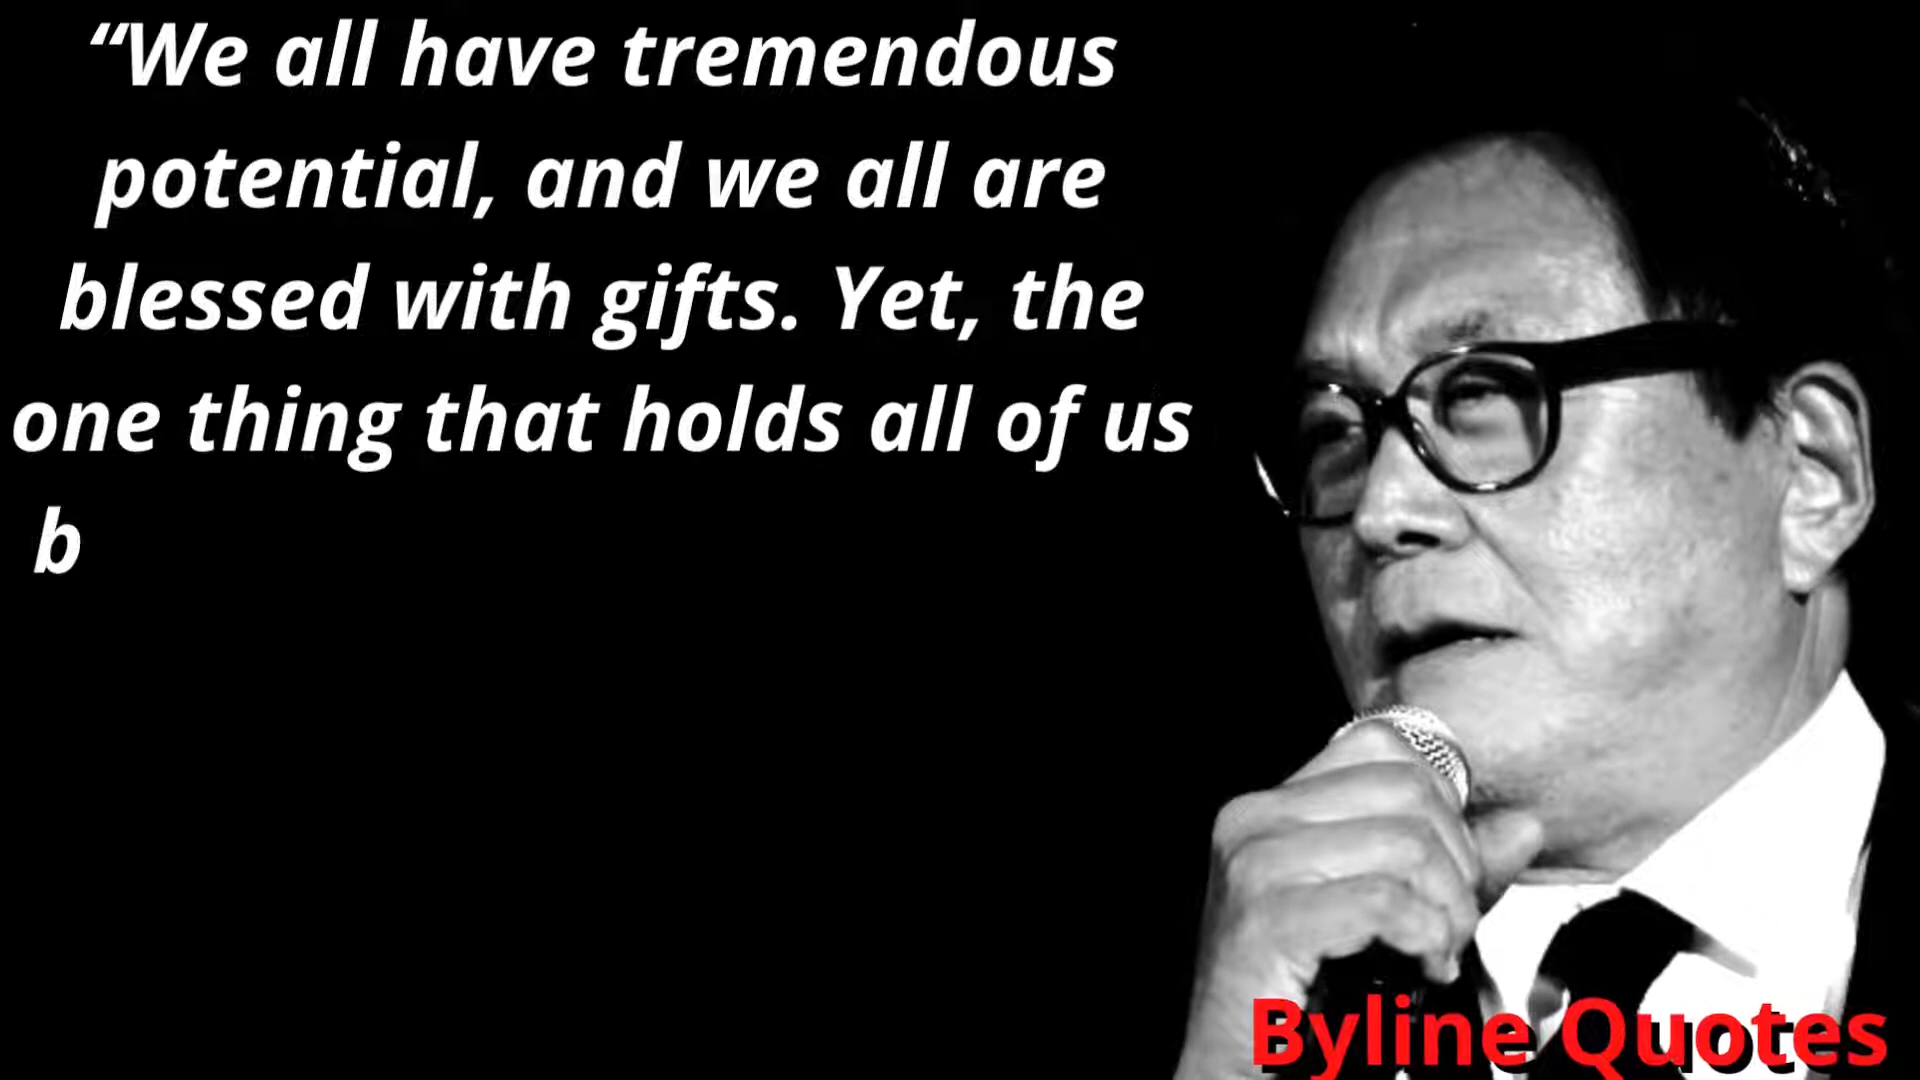 “We all have tremendous
potential, and we all are
blessed with gifts. Yet, the
one thing that holds all of us
b
Byline Quotes